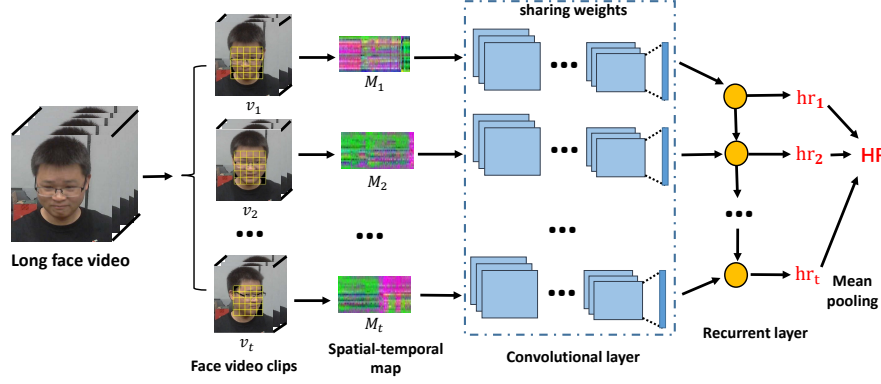 sharing weights
v₁
M₁
hr₁
v₂
M₂
hr₂
HR
Long face video
v_t
M_t
hr_t
Mean
pooling
Face video clips
Spatial-temporal
map
Convolutional layer
Recurrent layer